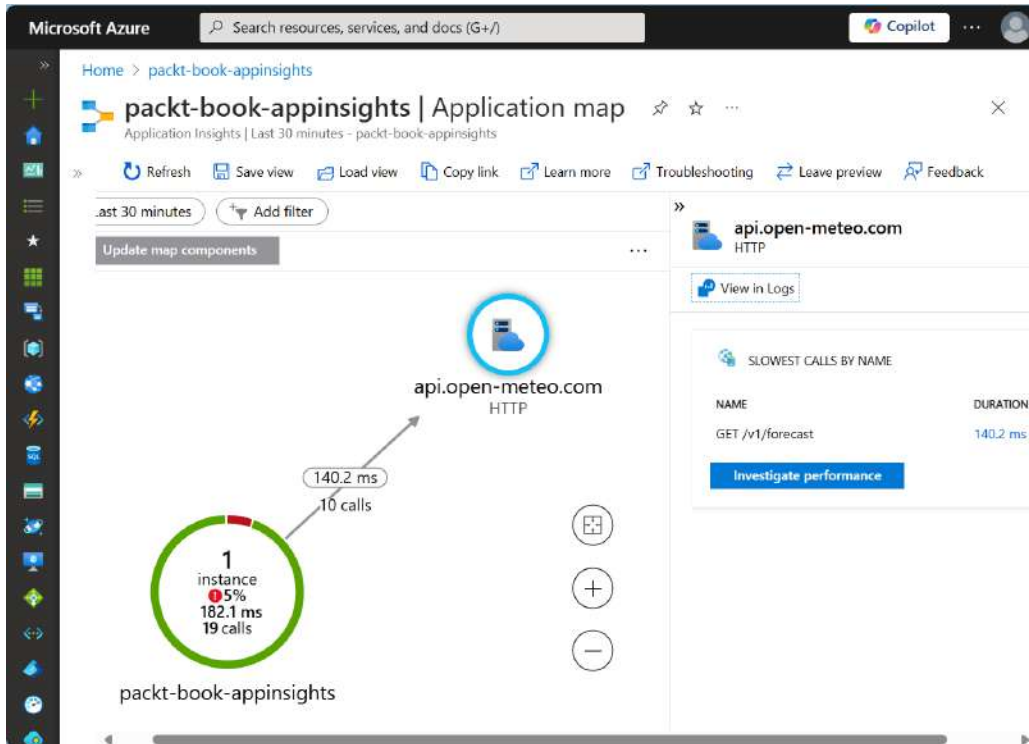 Microsoft Azure
Search resources, services, and docs (G+/)
Copilot
Home > packt-book-appinsights
packt-book-appinsights | Application map
Application Insights | Last 30 minutes - packt-book-appinsights
Refresh
Save view
Load view
Copy link
Learn more
Troubleshooting
Leave preview
Feedback
Last 30 minutes
Add filter
Update map components
api.open-meteo.com
HTTP
View in Logs
SLOWEST CALLS BY NAME
NAME DURATION
GET /v1/forecast 140.2 ms
Investigate performance
api.open-meteo.com
HTTP
140.2 ms
10 calls
1
instance
5%
182.1 ms
19 calls
packt-book-appinsights
SQL